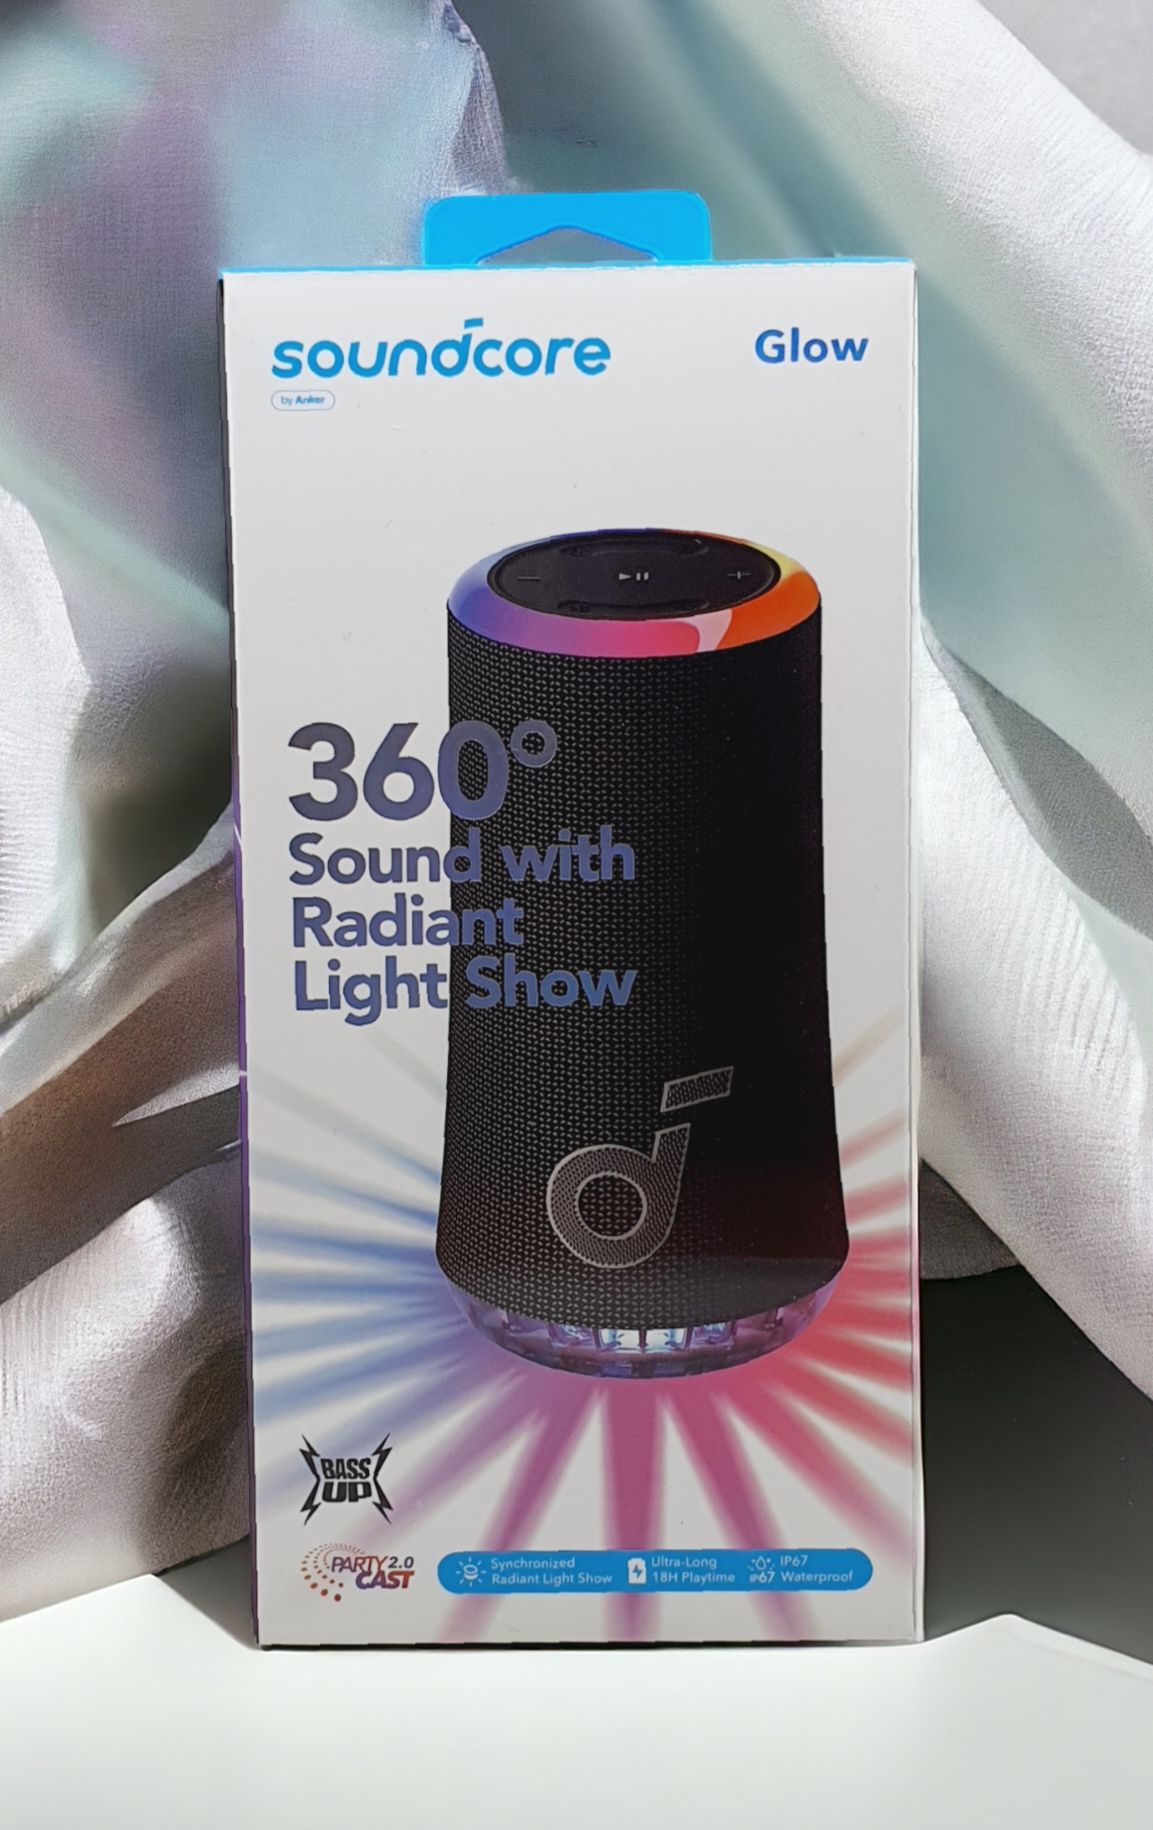 soundcore
Glow
by Anker
360°
Sound with
Radiant
Light Show
BASS
UP
PARTY 2.0
CAST
Synchronized
Radiant Light Show
Ultra-Long
18H Playtime
IP67
IP67 Waterproof